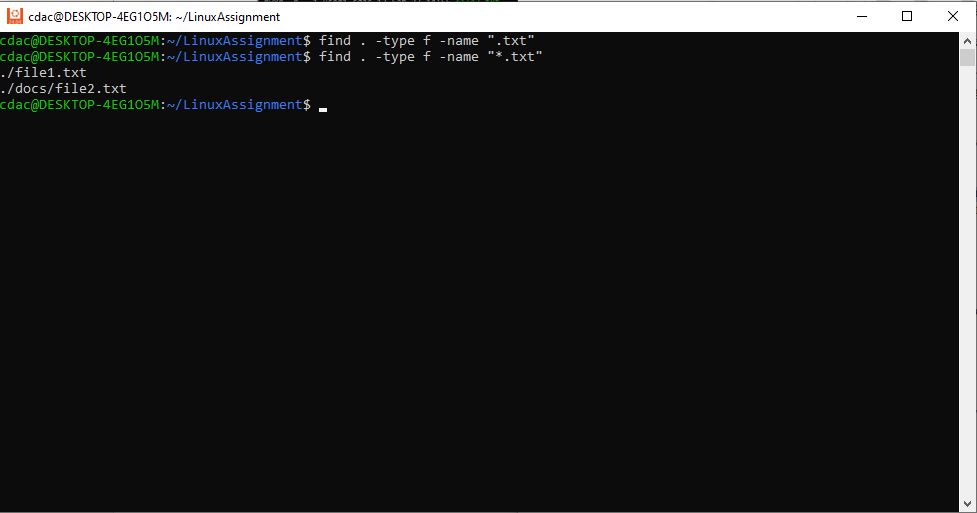 cdac@DESKTOP-4EG1O5M: ~/LinuxAssignment
cdac@DESKTOP-4EG1O5M:~/LinuxAssignment$ find . -type f -name ".txt"
cdac@DESKTOP-4EG1O5M:~/LinuxAssignment$ find . -type f -name "*.txt"
./file1.txt
./docs/file2.txt
cdac@DESKTOP-4EG1O5M:~/LinuxAssignment$